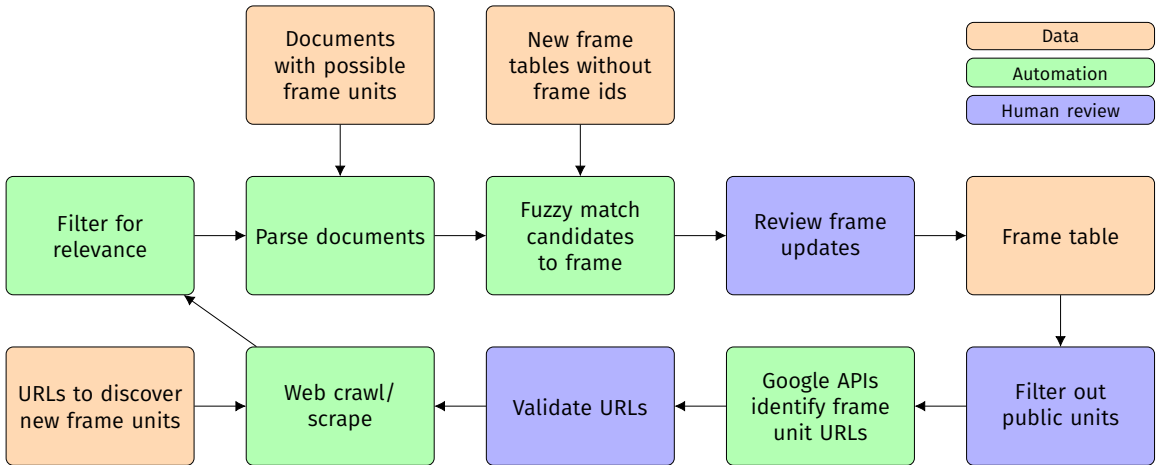 Documents
with possible
frame units
New frame
tables without
frame ids
Data
Automation
Human review
Filter for
relevance
Parse documents
Fuzzy match
candidates
to frame
Review frame
updates
Frame table
URLs to discover
new frame units
Web crawl/
scrape
Validate URLs
Google APIs
identify frame
unit URLs
Filter out
public units